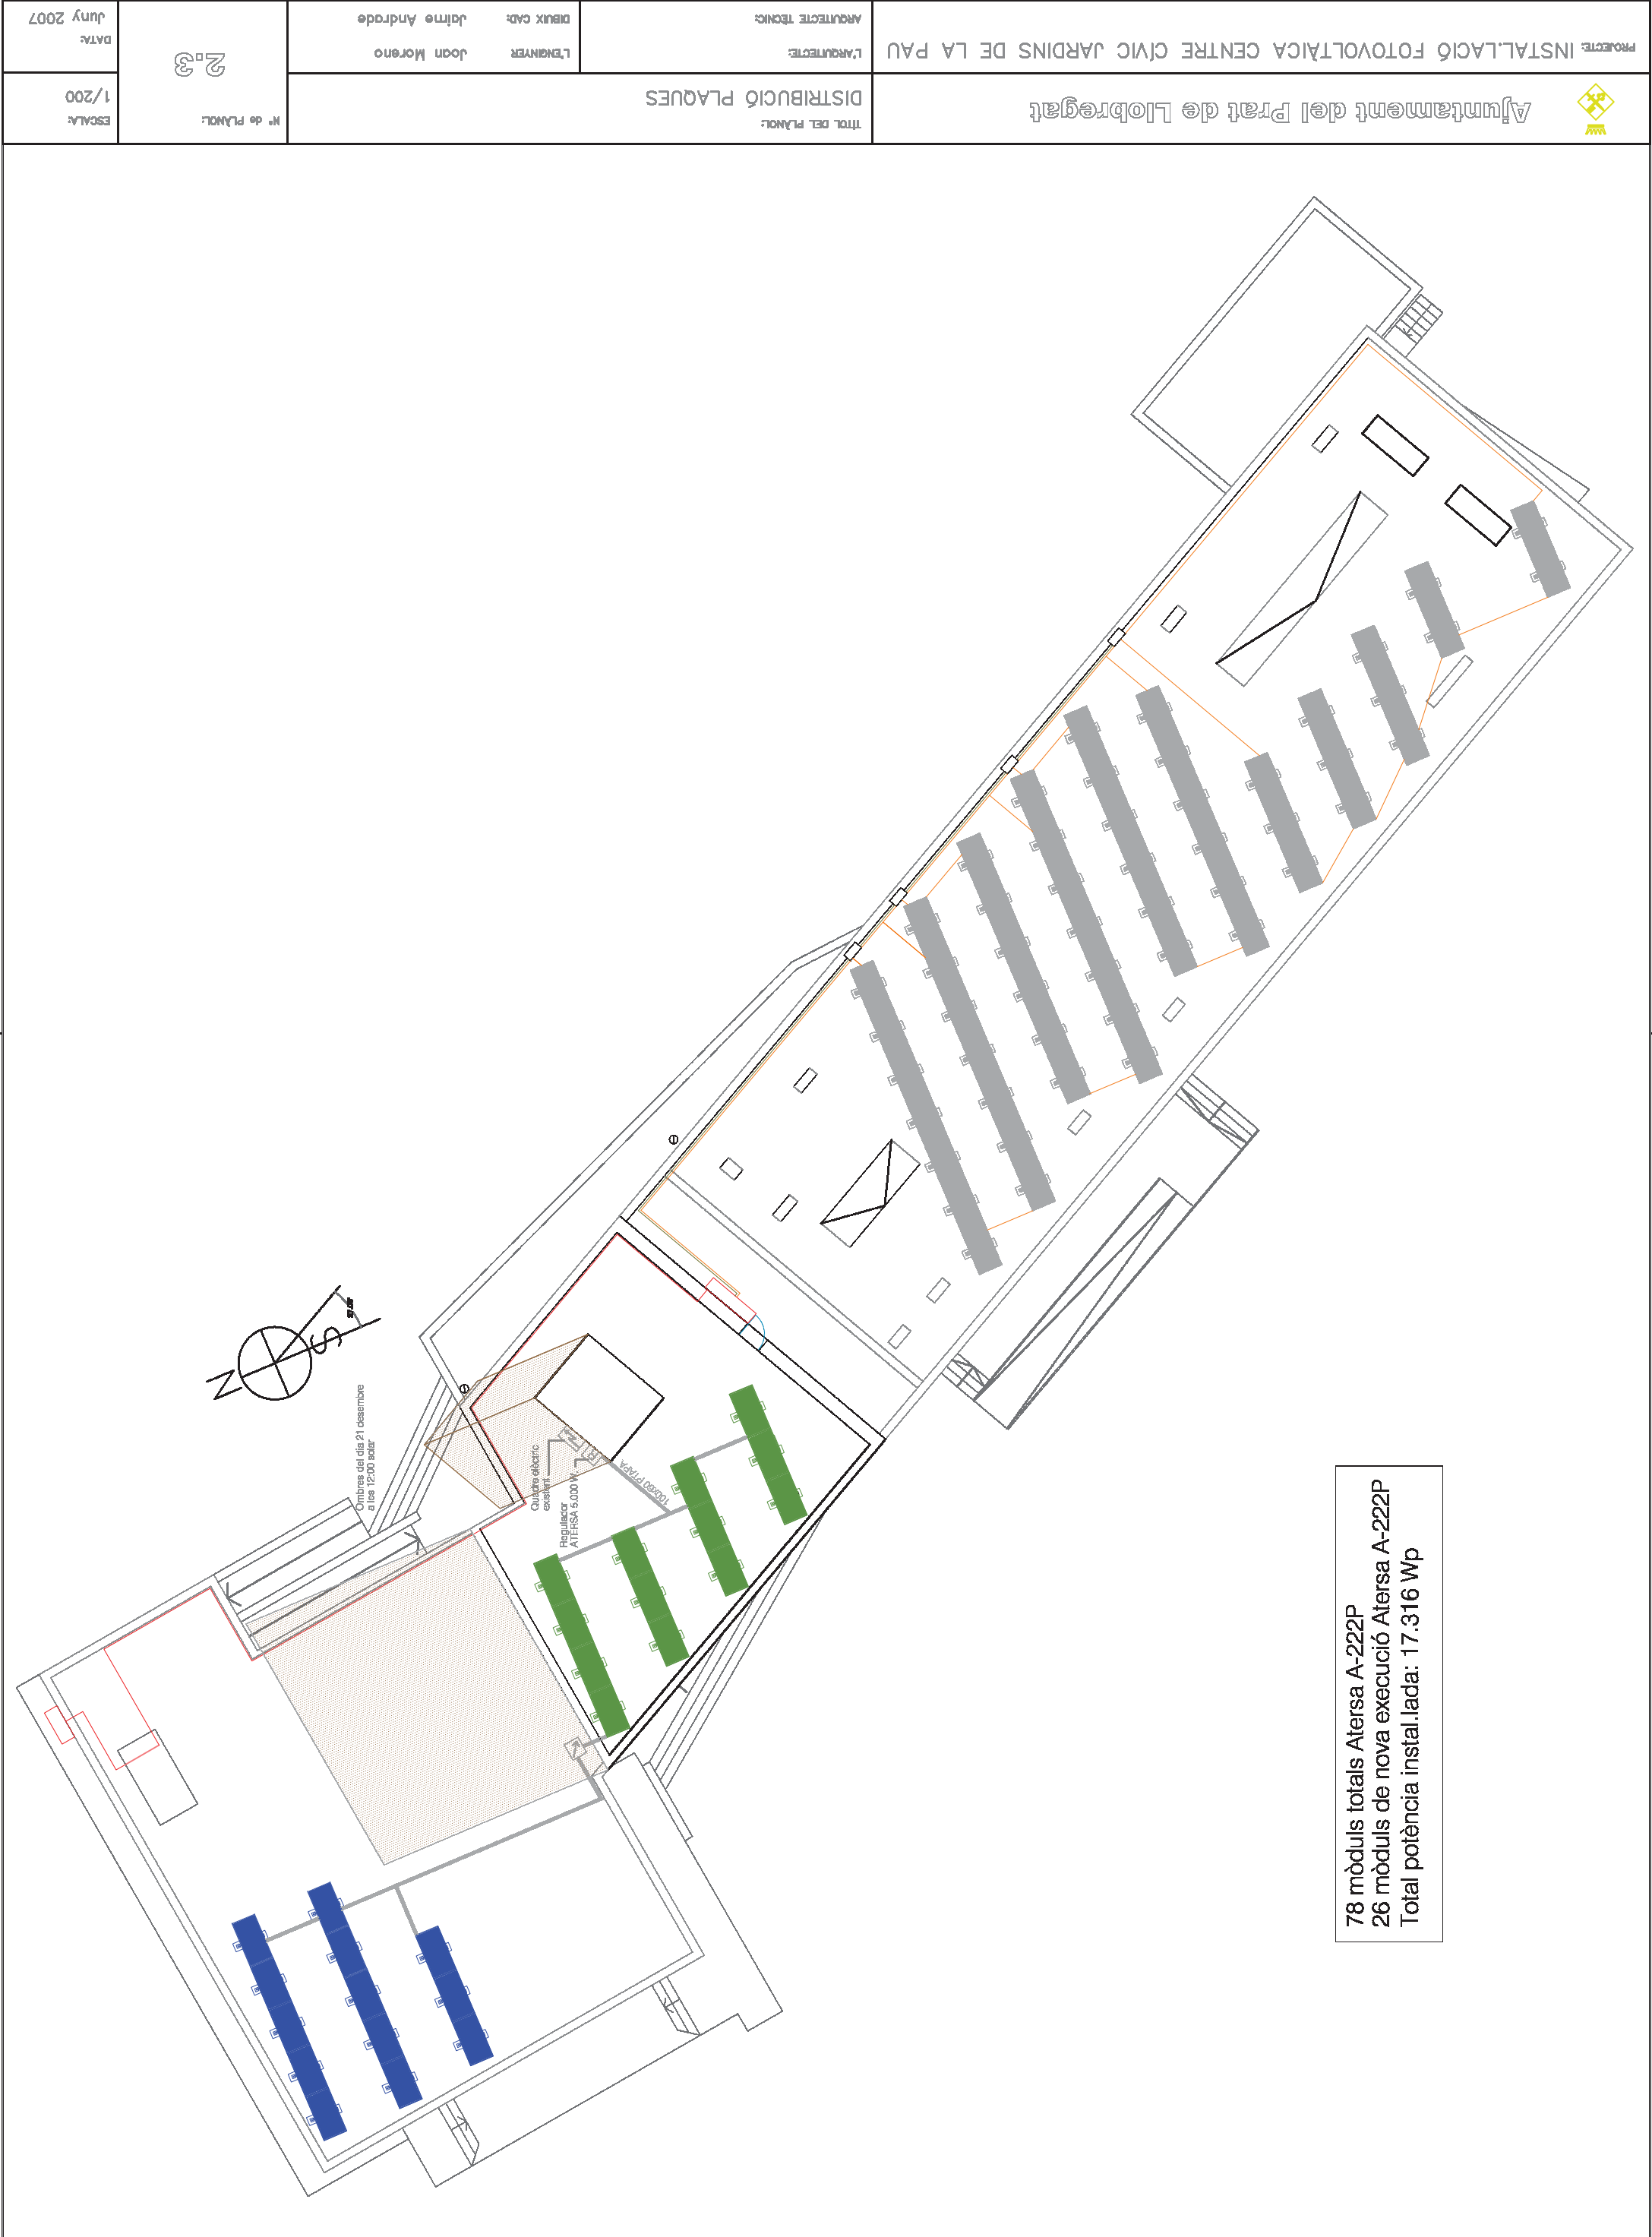 PROJECTE: INSTAL.LACIÓ FOTOVOLTÀICA CENTRE CÍVIC JARDINS DE LA PAU
L'ARQUITECTE:
ARQUITECTE TÈCNIC:
L'ENGINYER Joan Moreno
DIBUIX CAD: Jaime Andrade
2.3
Nº de PLÀNOL:
DATA:
Juny 2007
Ajuntament del Prat de Llobregat
TÍTOL DEL PLÀNOL:
DISTRIBUCIÓ PLAQUES
ESCALA:
1/200
N
S
Ombres del dia 21 desembre
a les 12:00 solar
Quadre elèctric
existent
Regulador
ATERSA 5.000 W.
100x60 PTAPA
78 mòduls totals Atersa A-222P
26 mòduls de nova execució Atersa A-222P
Total potència instal.lada: 17.316 Wp